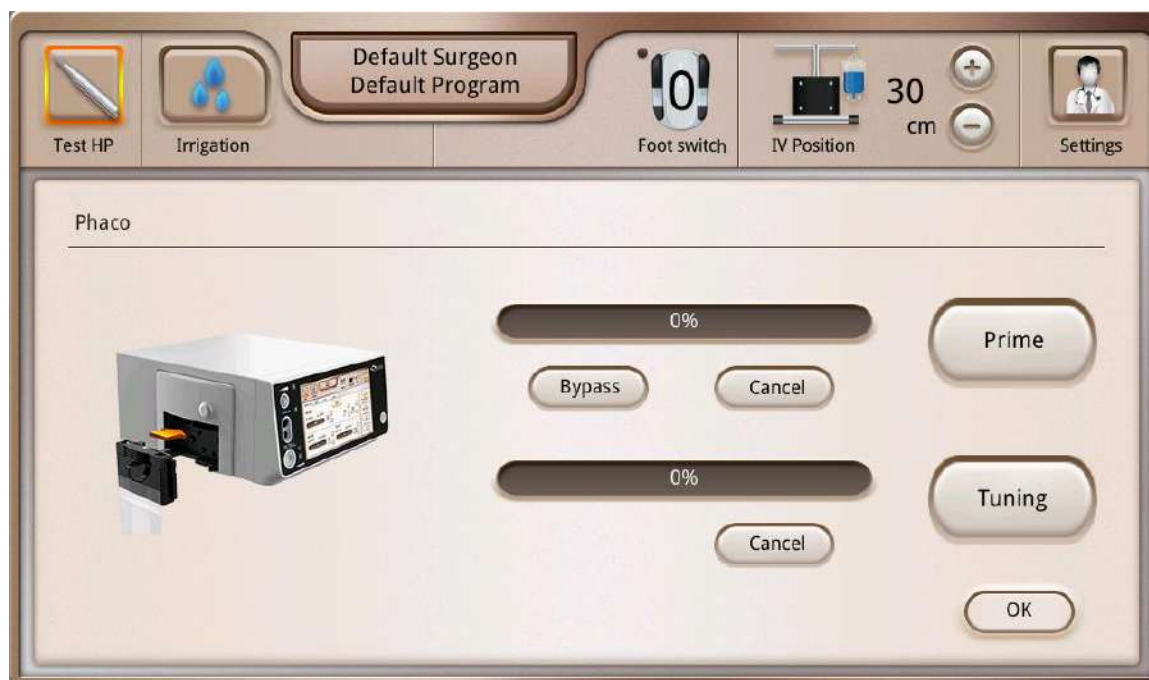 Default Surgeon
Default Program
0
30
cm
Test HP
Irrigation
Foot switch
IV Position
Settings
Phaco
0%
Prime
Bypass
Cancel
0%
Tuning
Cancel
OK